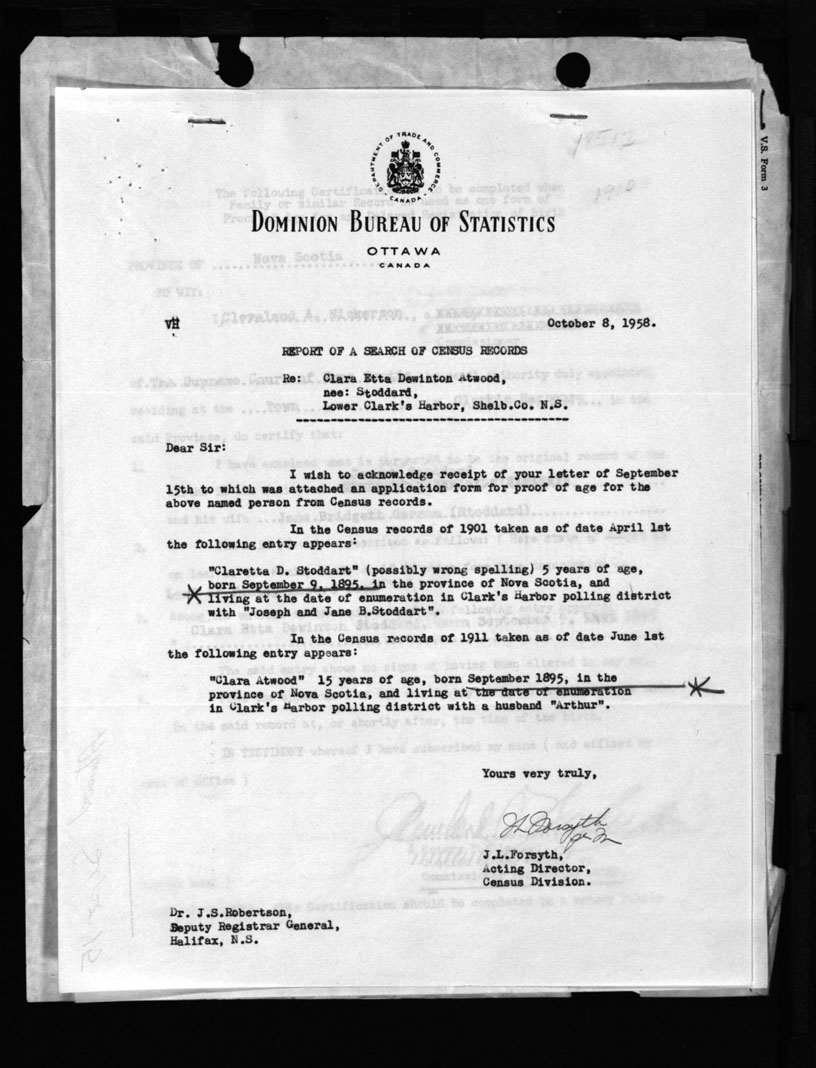 18512
V.S. Form 3
DEPARTMENT OF TRADE AND COMMERCE
CANADA
DOMINION BUREAU OF STATISTICS
OTTAWA
CANADA
October 8, 1958.
REPORT OF A SEARCH OF CENSUS RECORDS
Re: Clara Etta Dewinton Atwood,
nee: Stoddard,
Lower Clark's Harbor, Shelb.Co. N.S.
Dear Sir:
I wish to acknowledge receipt of your letter of September
15th to which was attached an application form for proof of age for the
above named person from Census records.
In the Census records of 1901 taken as of date April 1st
the following entry appears:
"Claretta D. Stoddart" (possibly wrong spelling) 5 years of age,
born September 9, 1895, in the province of Nova Scotia, and
living at the date of enumeration in Clark's Harbor polling district
with "Joseph and Jane B.Stoddart".
In the Census records of 1911 taken as of date June 1st
the following entry appears:
"Clara Atwood" 15 years of age, born September 1895, in the
province of Nova Scotia, and living at the date of enumeration
in Clark's Harbor polling district with a husband "Arthur".
Yours very truly,
J.L.Forsyth,
Acting Director,
Census Division.
Dr. J.S.Robertson,
Deputy Registrar General,
Halifax, N.S.